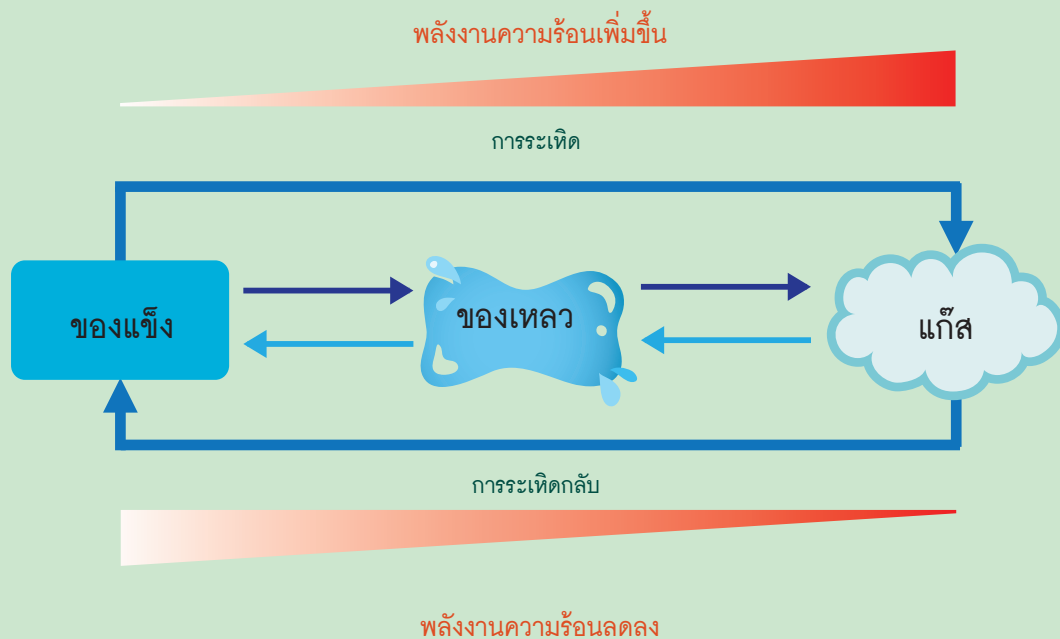 พลังงานความร้อนเพิ่มขึ้น
การระเหิด
ของแข็ง
ของเหลว
แก๊ส
การระเหิดกลับ
พลังงานความร้อนลดลง